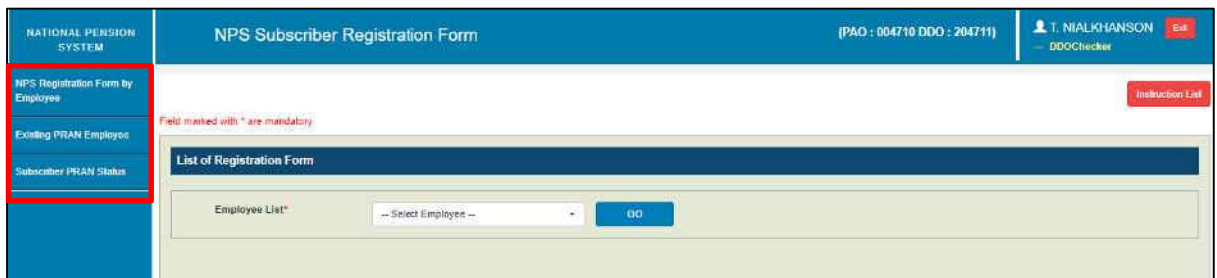 NATIONAL PENSION
SYSTEM
NPS Subscriber Registration Form
(PAO : 004710 DDO : 204711)
T. NIALKHANSON
Exit
DDOChecker
NPS Registration Form by
Employee
Existing PRAN Employee
Subscriber PRAN Status
Instruction List
Field marked with * are mandatory
List of Registration Form
Employee List*
-- Select Employee --
GO